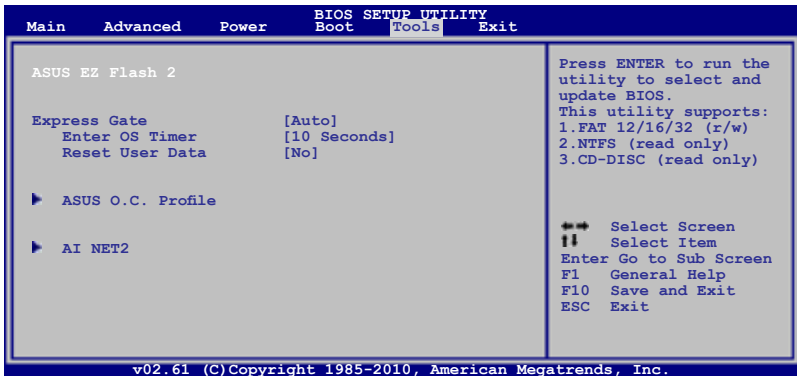 BIOS SETUP UTILITY
Main Advanced Power Boot Tools Exit
ASUS EZ Flash 2
Express Gate [Auto]
Enter OS Timer [10 Seconds]
Reset User Data [No]
ASUS O.C. Profile
AI NET2
Press ENTER to run the
utility to select and
update BIOS.
This utility supports:
1.FAT 12/16/32 (r/w)
2.NTFS (read only)
3.CD-DISC (read only)
←→ Select Screen
↑↓ Select Item
Enter Go to Sub Screen
F1 General Help
F10 Save and Exit
ESC Exit
v02.61 (C)Copyright 1985-2010, American Megatrends, Inc.